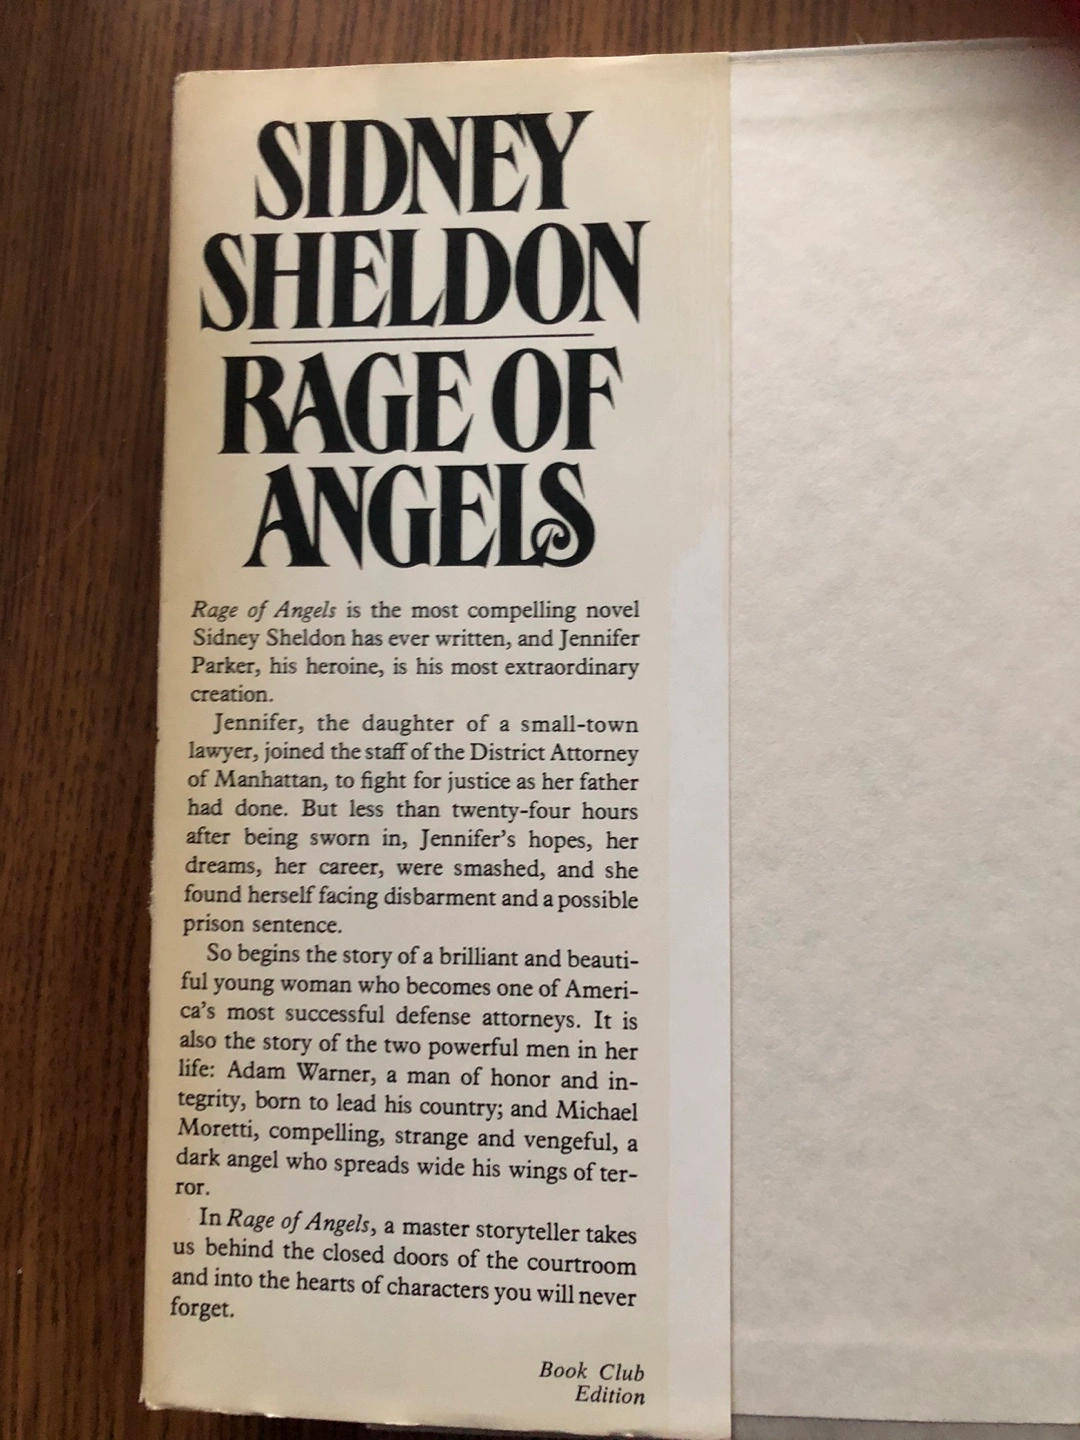 SIDNEY
SHELDON
RAGE OF
ANGELS
Rage of Angels is the most compelling novel
Sidney Sheldon has ever written, and Jennifer
Parker, his heroine, is his most extraordinary
creation.
Jennifer, the daughter of a small-town
lawyer, joined the staff of the District Attorney
of Manhattan, to fight for justice as her father
had done. But less than twenty-four hours
after being sworn in, Jennifer's hopes, her
dreams, her career, were smashed, and she
found herself facing disbarment and a possible
prison sentence.
So begins the story of a brilliant and beauti-
ful young woman who becomes one of Ameri-
ca's most successful defense attorneys. It is
also the story of the two powerful men in her
life: Adam Warner, a man of honor and in-
tegrity, born to lead his country; and Michael
Moretti, compelling, strange and vengeful, a
dark angel who spreads wide his wings of ter-
ror.
In Rage of Angels, a master storyteller takes
us behind the closed doors of the courtroom
and into the hearts of characters you will never
forget.
Book Club
Edition